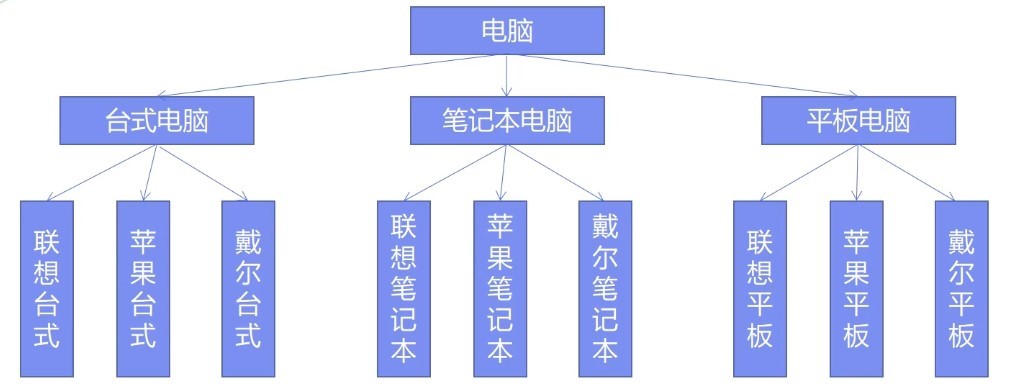 电脑
台式电脑
笔记本电脑
平板电脑
联想台式
苹果台式
戴尔台式
联想笔记本
苹果笔记本
戴尔笔记本
联想平板
苹果平板
戴尔平板